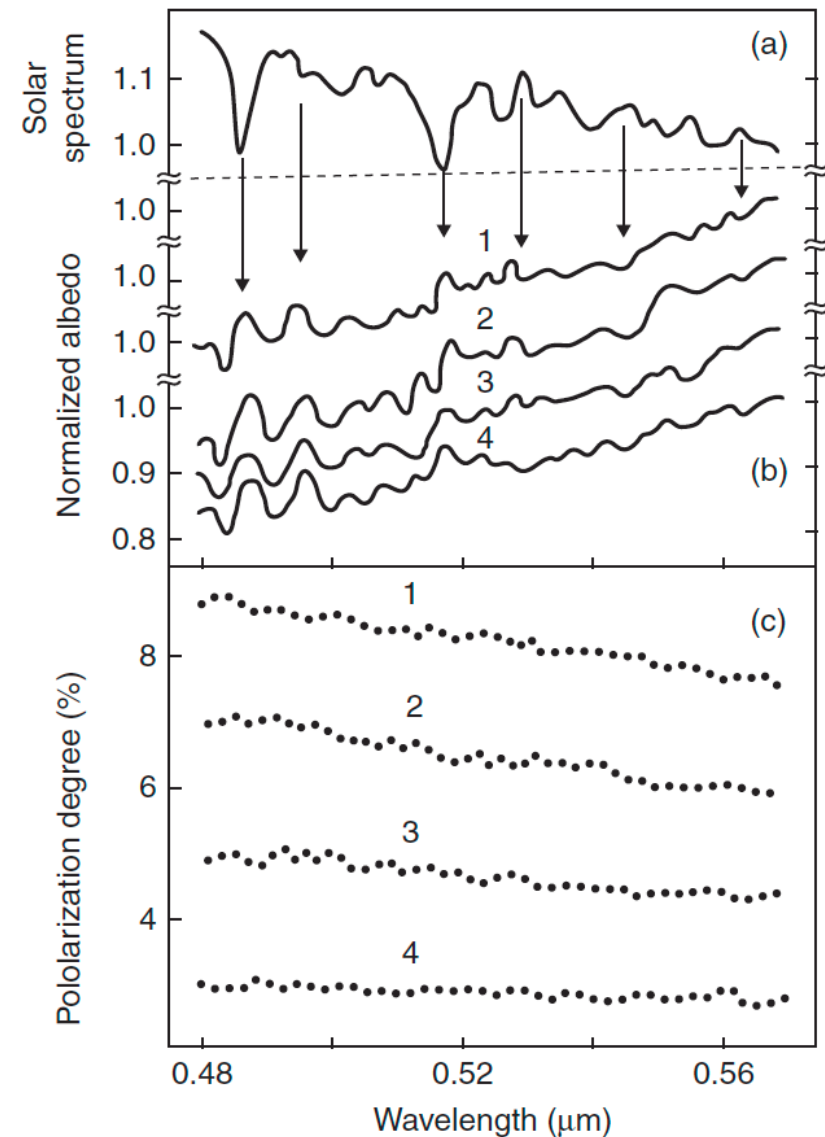 (a)
Solar
spectrum
1.1
1.0
1.0
1.0
1.0
1.0
0.9
0.8
Normalized albedo
1
2
3
4
(b)
(c)
1
2
3
4
8
6
4
Pololarization degree (%)
0.48
0.52
0.56
Wavelength (μm)